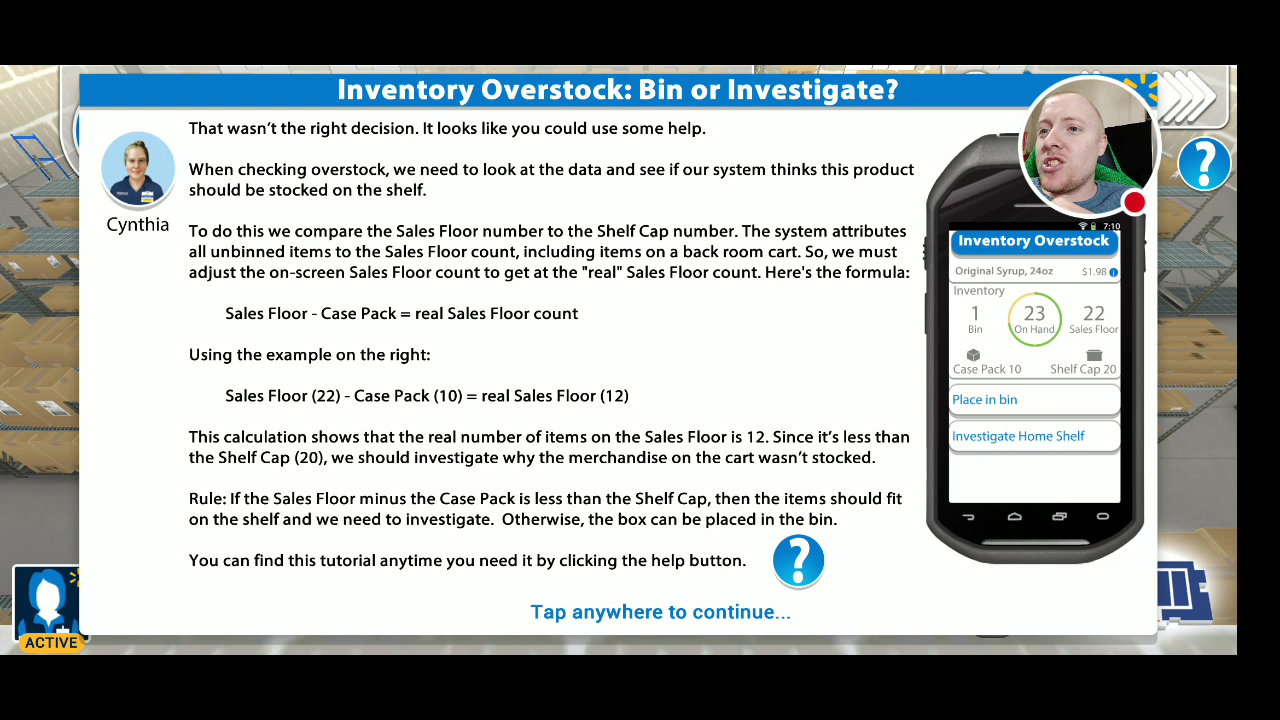 Inventory Overstock: Bin or Investigate?
That wasn't the right decision. It looks like you could use some help.
When checking overstock, we need to look at the data and see if our system thinks this product
should be stocked on the shelf.
Cynthia
To do this we compare the Sales Floor number to the Shelf Cap number. The system attributes
all unbinned items to the Sales Floor count, including items on a back room cart. So, we must
adjust the on-screen Sales Floor count to get at the "real" Sales Floor count. Here's the formula:
Sales Floor - Case Pack = real Sales Floor count
Using the example on the right:
Sales Floor (22) - Case Pack (10) = real Sales Floor (12)
This calculation shows that the real number of items on the Sales Floor is 12. Since it's less than
the Shelf Cap (20), we should investigate why the merchandise on the cart wasn't stocked.
Rule: If the Sales Floor minus the Case Pack is less than the Shelf Cap, then the items should fit
on the shelf and we need to investigate.  Otherwise, the box can be placed in the bin.
You can find this tutorial anytime you need it by clicking the help button.
?
Tap anywhere to continue...
7:10
Inventory Overstock
Original Syrup, 24oz $1.98
Inventory
1 23 22
Bin On Hand Sales Floor
Case Pack 10 Shelf Cap 20
Place in bin
Investigate Home Shelf
?
ACTIVE